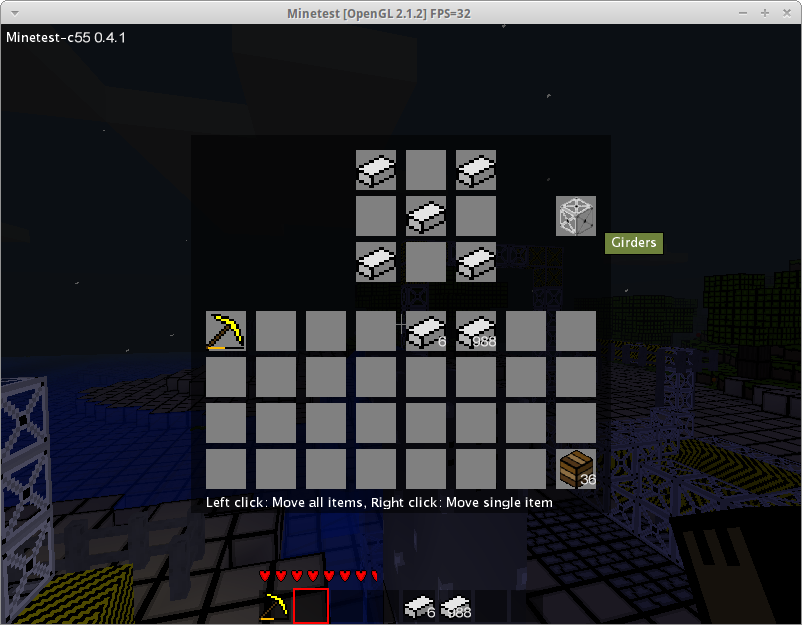 Minetest [OpenGL 2.1.2] FPS=32
Minetest-c55 0.4.1
Girders
6
988
36
Left click: Move all items, Right click: Move single item
6
988